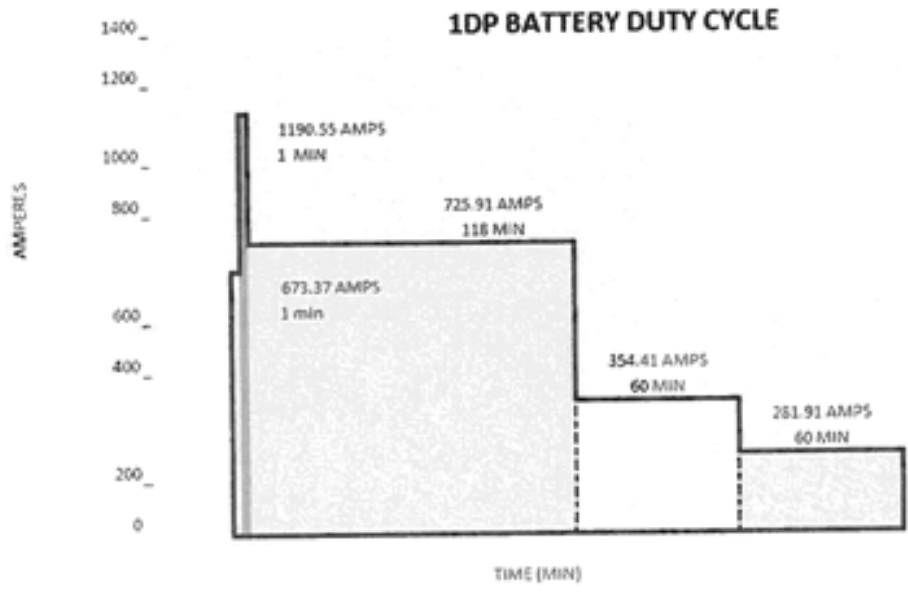 1DP BATTERY DUTY CYCLE
1400
1200
1000
800
600
400
200
0
AMPERES
1190.55 AMPS
1 MIN
725.91 AMPS
118 MIN
673.37 AMPS
1 min
354.41 AMPS
60 MIN
281.91 AMPS
60 MIN
TIME (MIN)